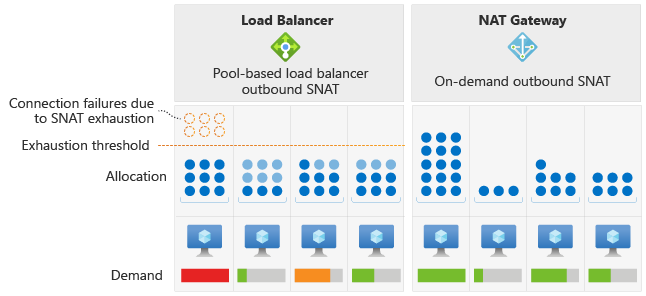 Load Balancer
Pool-based load balancer
outbound SNAT
NAT Gateway
On-demand outbound SNAT
Connection failures due
to SNAT exhaustion
Exhaustion threshold
Allocation
Demand